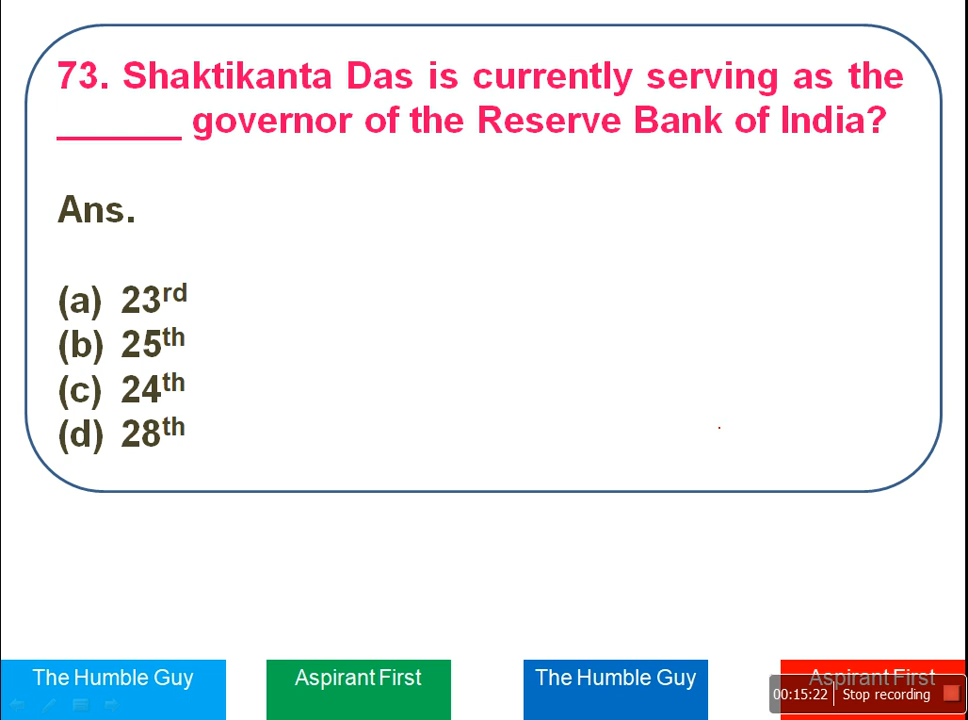 73. Shaktikanta Das is currently serving as the
______ governor of the Reserve Bank of India?
Ans.
(a) 23rd
(b) 25th
(c) 24th
(d) 28th
The Humble Guy
Aspirant First
The Humble Guy
Aspirant First
00:15:22 Stop recording